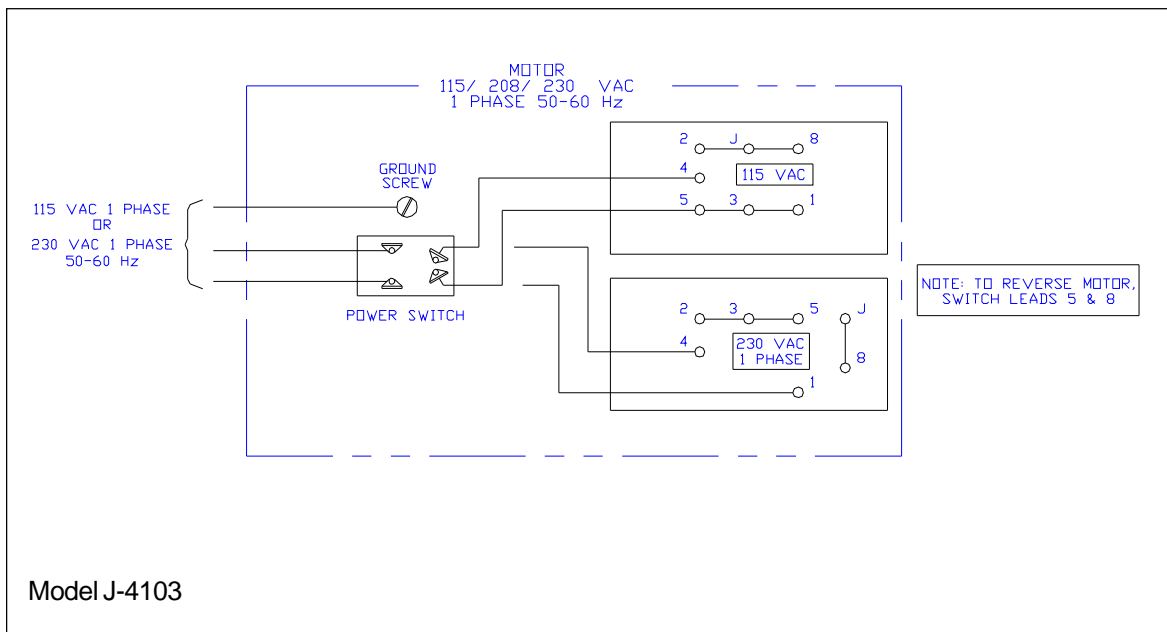 MOTOR
115/ 208/ 230 VAC
1 PHASE 50-60 Hz
2 J 8
4
115 VAC
5 3 1
GROUND
SCREW
115 VAC 1 PHASE
OR
230 VAC 1 PHASE
50-60 Hz
POWER SWITCH
2 3 5 J
4
230 VAC
1 PHASE
8
1
NOTE: TO REVERSE MOTOR,
SWITCH LEADS 5 & 8
Model J-4103